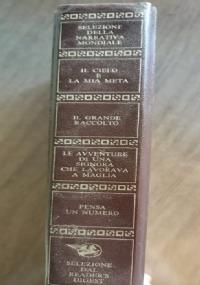 SELEZIONE
DELLA
NARRATIVA
MONDIALE
IL CIELO
È
LA MIA META
IL GRANDE
RACCOLTO
LE AVVENTURE
DI UNA
SIGNORA
CHE LAVORAVA
A MAGLIA
PENSA
UN NUMERO
SELEZIONE
DAL
READER'S
DIGEST